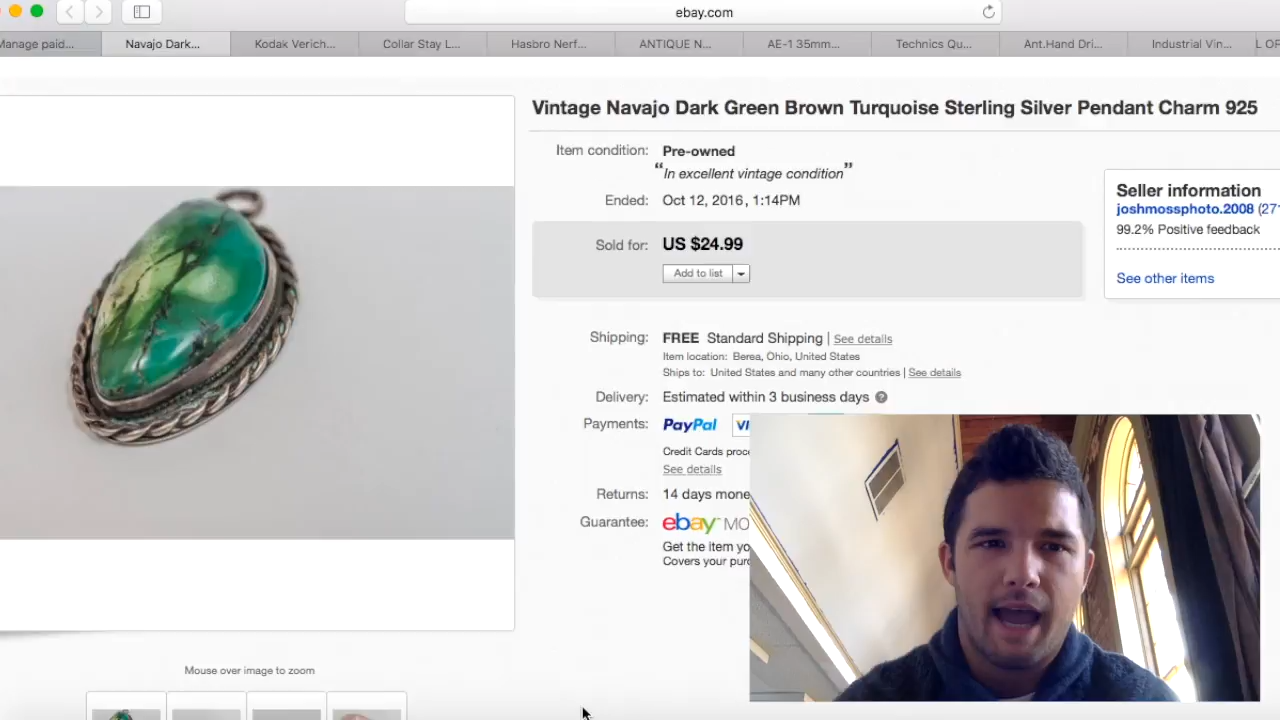 ebay.com
Manage paid...
Navajo Dark...
Kodak Verich...
Collar Stay L...
Hasbro Nerf...
ANTIQUE N...
AE-1 35mm...
Technics Qu...
Ant.Hand Dri...
Industrial Vin...
L OF
Vintage Navajo Dark Green Brown Turquoise Sterling Silver Pendant Charm 925
Item condition: Pre-owned
“In excellent vintage condition”
Ended: Oct 12, 2016, 1:14PM
Sold for: US $24.99
Add to list
Seller information
joshmossphoto.2008 (271
99.2% Positive feedback
See other items
Shipping: FREE Standard Shipping | See details
Item location: Berea, Ohio, United States
Ships to: United States and many other countries | See details
Delivery: Estimated within 3 business days ?
Payments: PayPal VI
Credit Cards proc
See details
Returns: 14 days mone
Guarantee: ebay MO
Get the item yo
Covers your purc
Mouse over image to zoom